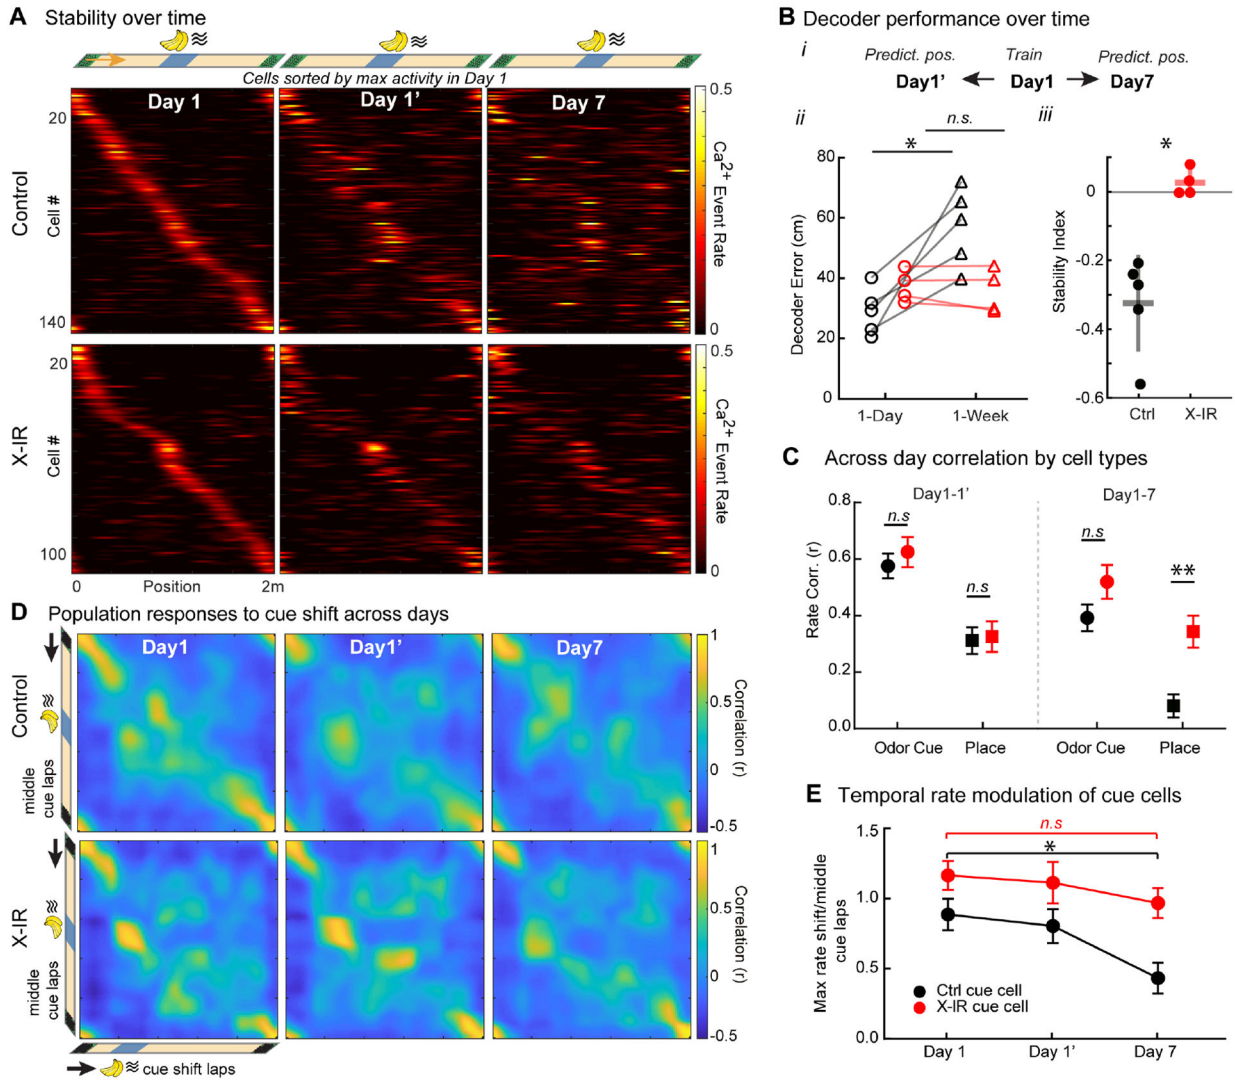 A Stability over time
Cells sorted by max activity in Day 1
Day 1
Day 1'
Day 7
Control
Cell #
20
140
0.5
Ca2+ Event Rate
0
X-IR
Cell #
20
100
0.5
Ca2+ Event Rate
0
0
Position
2m
B Decoder performance over time
i
Predict. pos.
Train
Predict. pos.
Day1'
Day1
Day7
ii
n.s.
*
80
60
40
20
0
Decoder Error (cm)
1-Day
1-Week
iii
*
0
-0.2
-0.4
-0.6
Stability Index
Ctrl
X-IR
C Across day correlation by cell types
Day1-1'
Day1-7
n.s
n.s
n.s
**
0.8
0.6
0.4
0.2
0.0
Rate Corr. (r)
Odor Cue
Place
Odor Cue
Place
D Population responses to cue shift across days
Day1
Day1'
Day7
Control
middle
cue laps
1
0.5
0
-0.5
Correlation (r)
X-IR
middle
cue laps
1
0.5
0
-0.5
Correlation (r)
cue shift laps
E Temporal rate modulation of cue cells
n.s
*
1.5
1.0
0.5
0.0
Max rate shift/middle
cue laps
Ctrl cue cell
X-IR cue cell
Day 1
Day 1'
Day 7